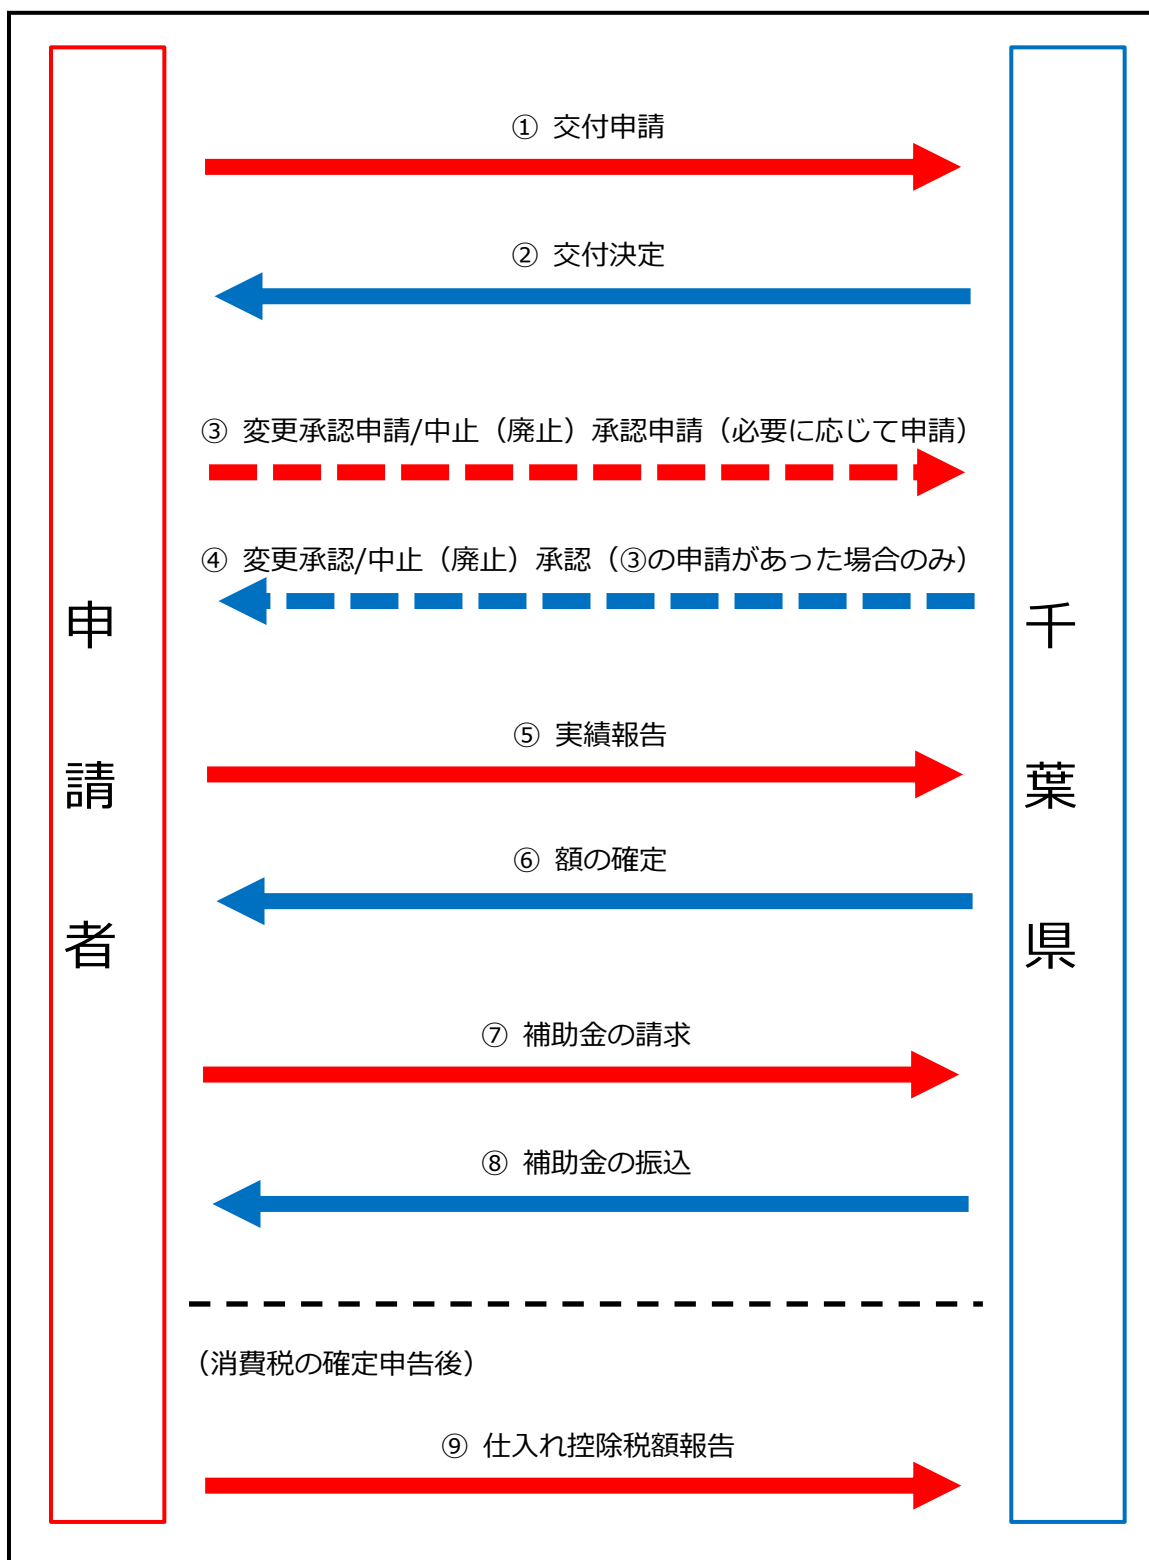 ① 交付申請
② 交付決定
③ 変更承認申請/中止（廃止）承認申請（必要に応じて申請）
④ 変更承認/中止（廃止）承認（③の申請があった場合のみ）
申請者
千葉県
⑤ 実績報告
⑥ 額の確定
⑦ 補助金の請求
⑧ 補助金の振込
（消費税の確定申告後）
⑨ 仕入れ控除税額報告